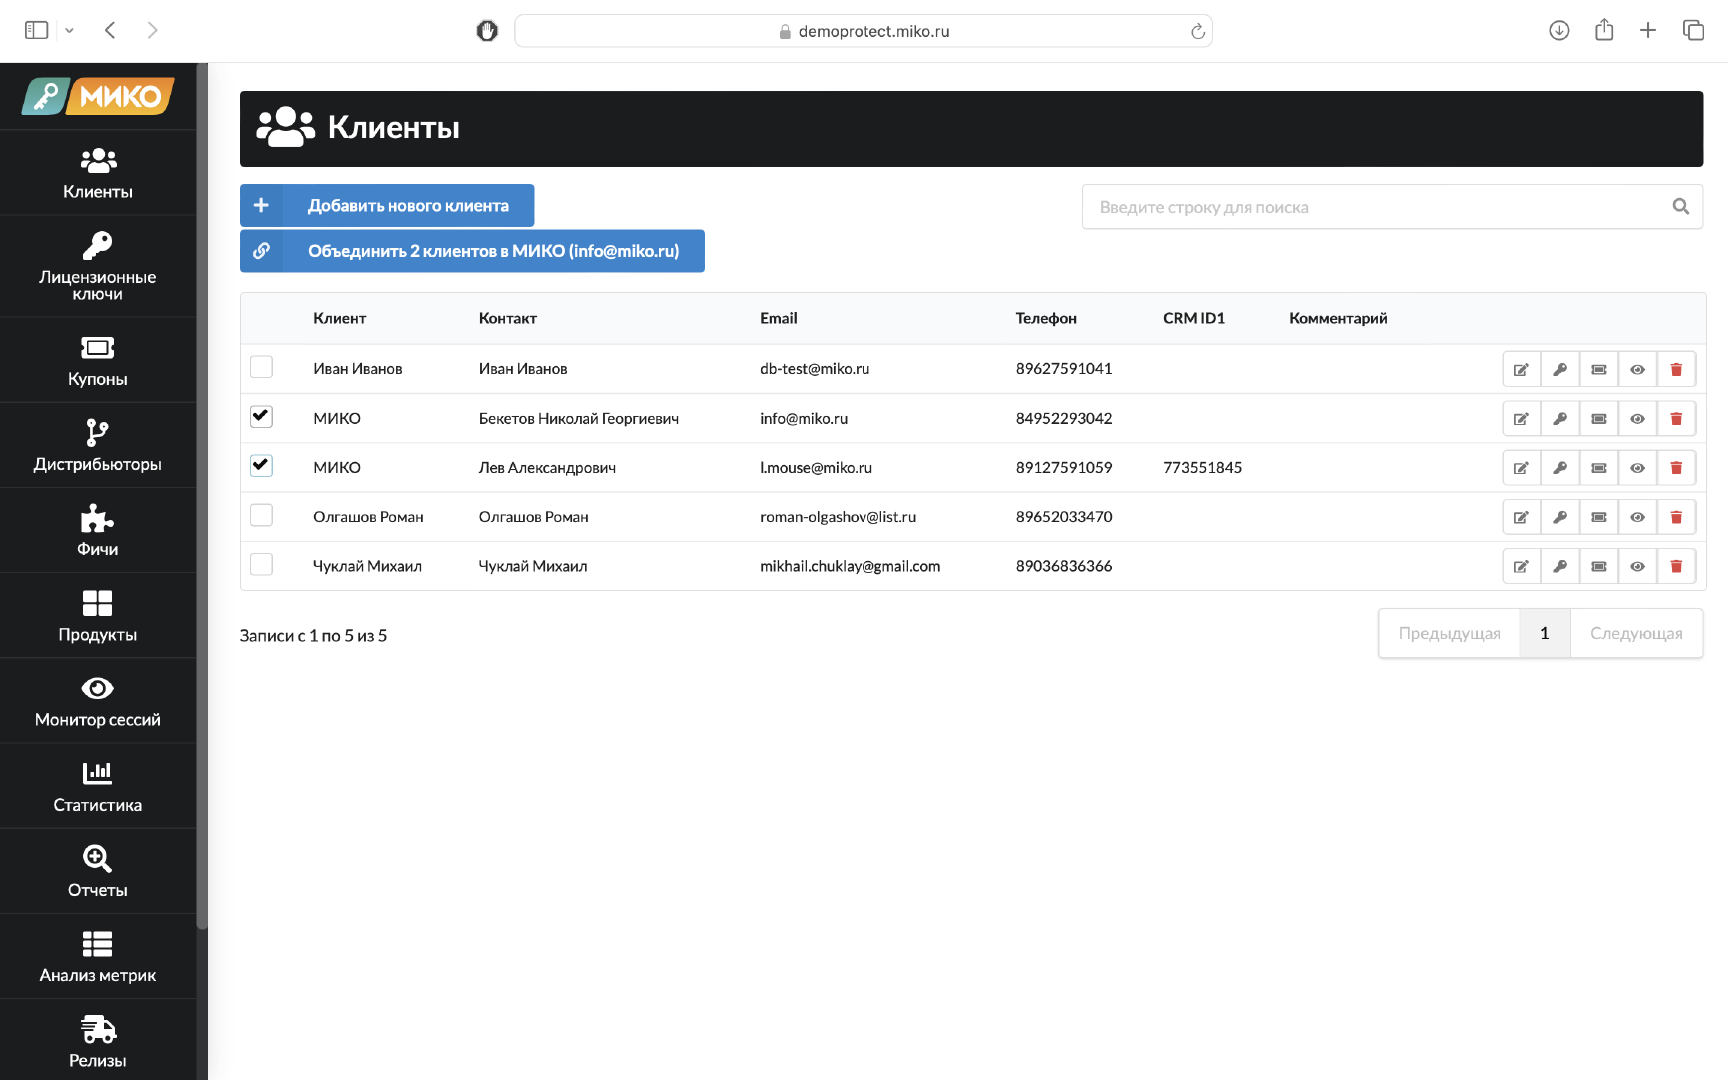 demoprotect.miko.ru
МИКО
Клиенты
Лицензионные
ключи
Купоны
Дистрибьюторы
Фичи
Продукты
Монитор сессий
Статистика
Отчеты
Анализ метрик
Релизы
Клиенты
Добавить нового клиента
Введите строку для поиска
Объединить 2 клиентов в МИКО (info@miko.ru)
Клиент Контакт Email Телефон CRM ID1 Комментарий
Иван Иванов Иван Иванов db-test@miko.ru 89627591041
МИКО Бекетов Николай Георгиевич info@miko.ru 84952293042
МИКО Лев Александрович l.mouse@miko.ru 89127591059 773551845
Олгашов Роман Олгашов Роман roman-olgashov@list.ru 89652033470
Чуклай Михаил Чуклай Михаил mikhail.chuklay@gmail.com 89036836366
Записи с 1 по 5 из 5
Предыдущая 1 Следующая